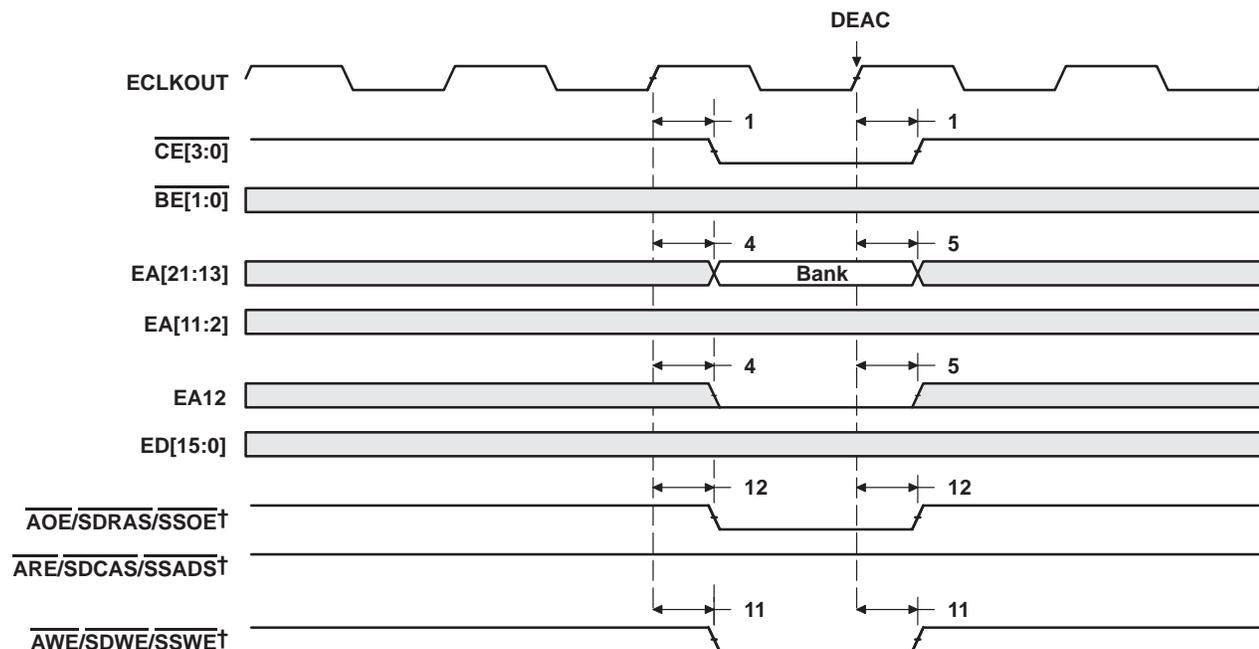 DEAC
ECLKOUT
1 1
CE[3:0]
BE[1:0]
4 5
EA[21:13] Bank
EA[11:2]
4 5
EA12
ED[15:0]
12 12
AOE/SDRAS/SSOE†
ARE/SDCAS/SSADS†
11 11
AWE/SDWE/SSWE†